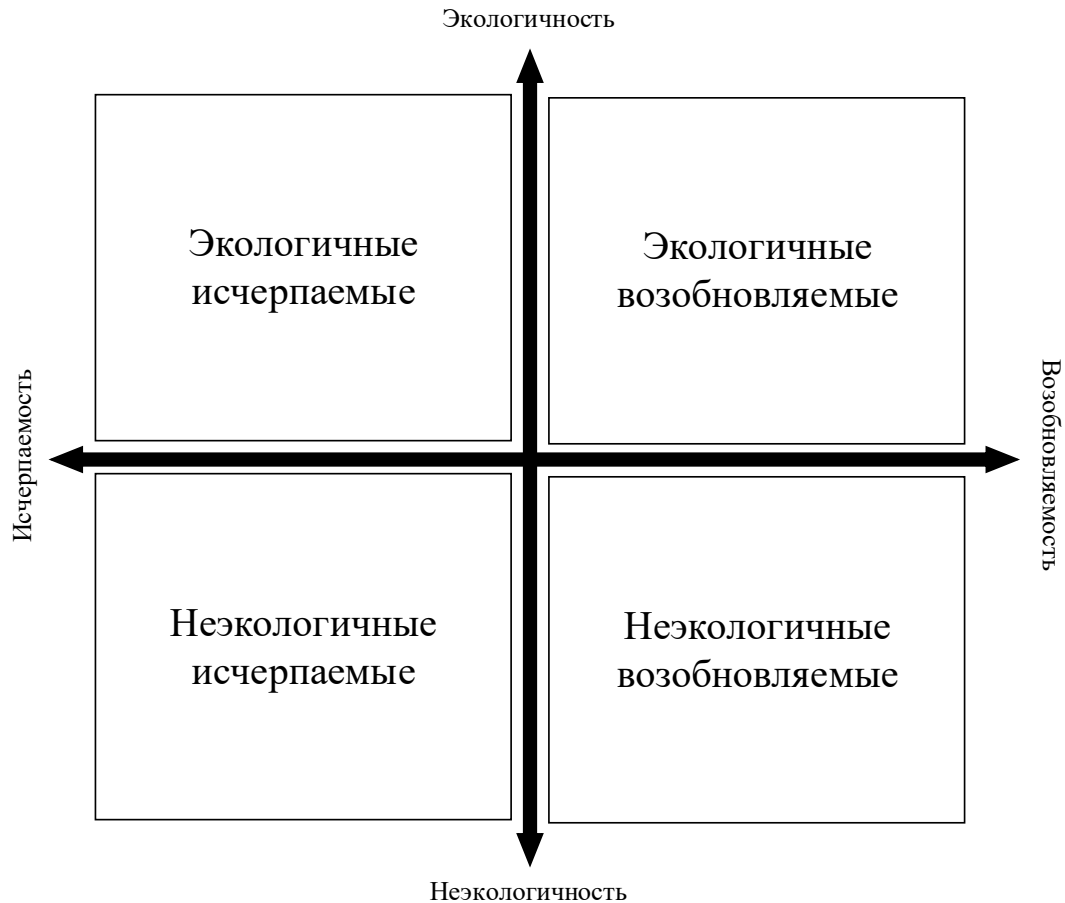 Экологичность
Экологичные
исчерпаемые
Экологичные
возобновляемые
Исчерпаемость
Возобновляемость
Неэкологичные
исчерпаемые
Неэкологичные
возобновляемые
Неэкологичность